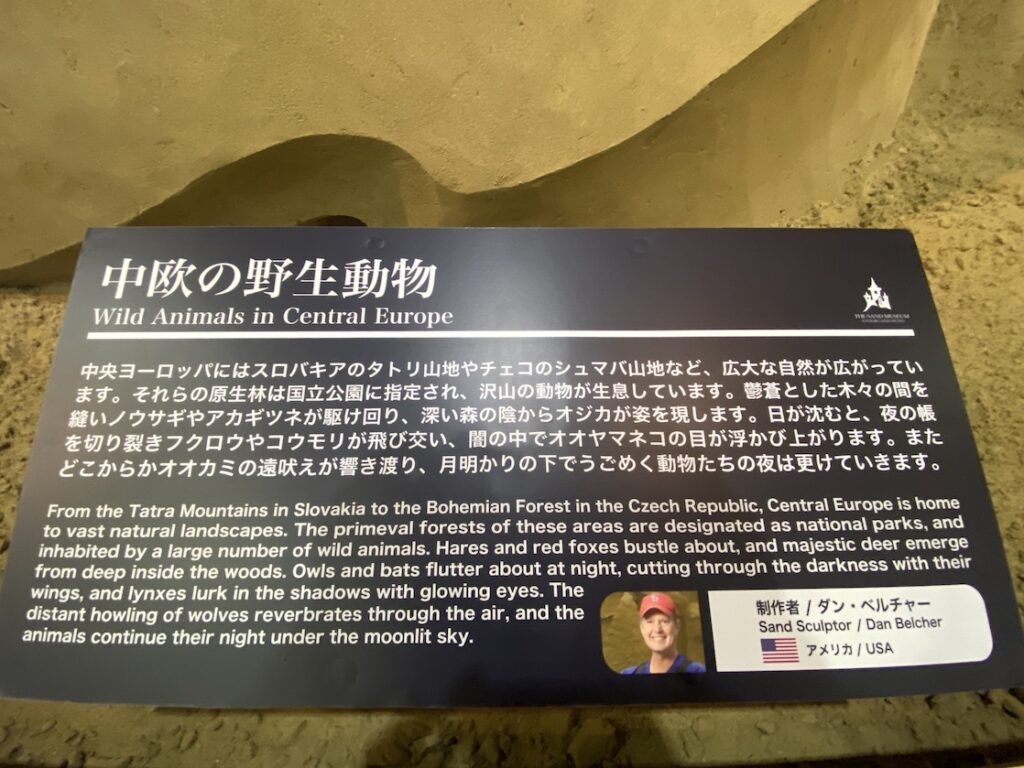 中欧の野生動物
Wild Animals in Central Europe
THE SAND MUSEUM
中央ヨーロッパにはスロバキアのタトリ山地やチェコのシュマバ山地など、広大な自然が広がってい
ます。それらの原生林は国立公園に指定され、沢山の動物が生息しています。鬱蒼とした木々の間を
縫いノウサギやアカギツネが駆け回り、深い森の陰からオジカが姿を現します。日が沈むと、夜の帳
を切り裂きフクロウやコウモリが飛び交い、闇の中でオオヤマネコの目が浮かび上がります。また
どこからかオオカミの遠吠えが響き渡り、月明かりの下でうごめく動物たちの夜は更けていきます。
From the Tatra Mountains in Slovakia to the Bohemian Forest in the Czech Republic, Central Europe is home
to vast natural landscapes. The primeval forests of these areas are designated as national parks, and
inhabited by a large number of wild animals. Hares and red foxes bustle about, and majestic deer emerge
from deep inside the woods. Owls and bats flutter about at night, cutting through the darkness with their
wings, and lynxes lurk in the shadows with glowing eyes. The
distant howling of wolves reverbrates through the air, and the
animals continue their night under the moonlit sky.
制作者 / ダン・ベルチャー
Sand Sculptor / Dan Belcher
アメリカ / USA